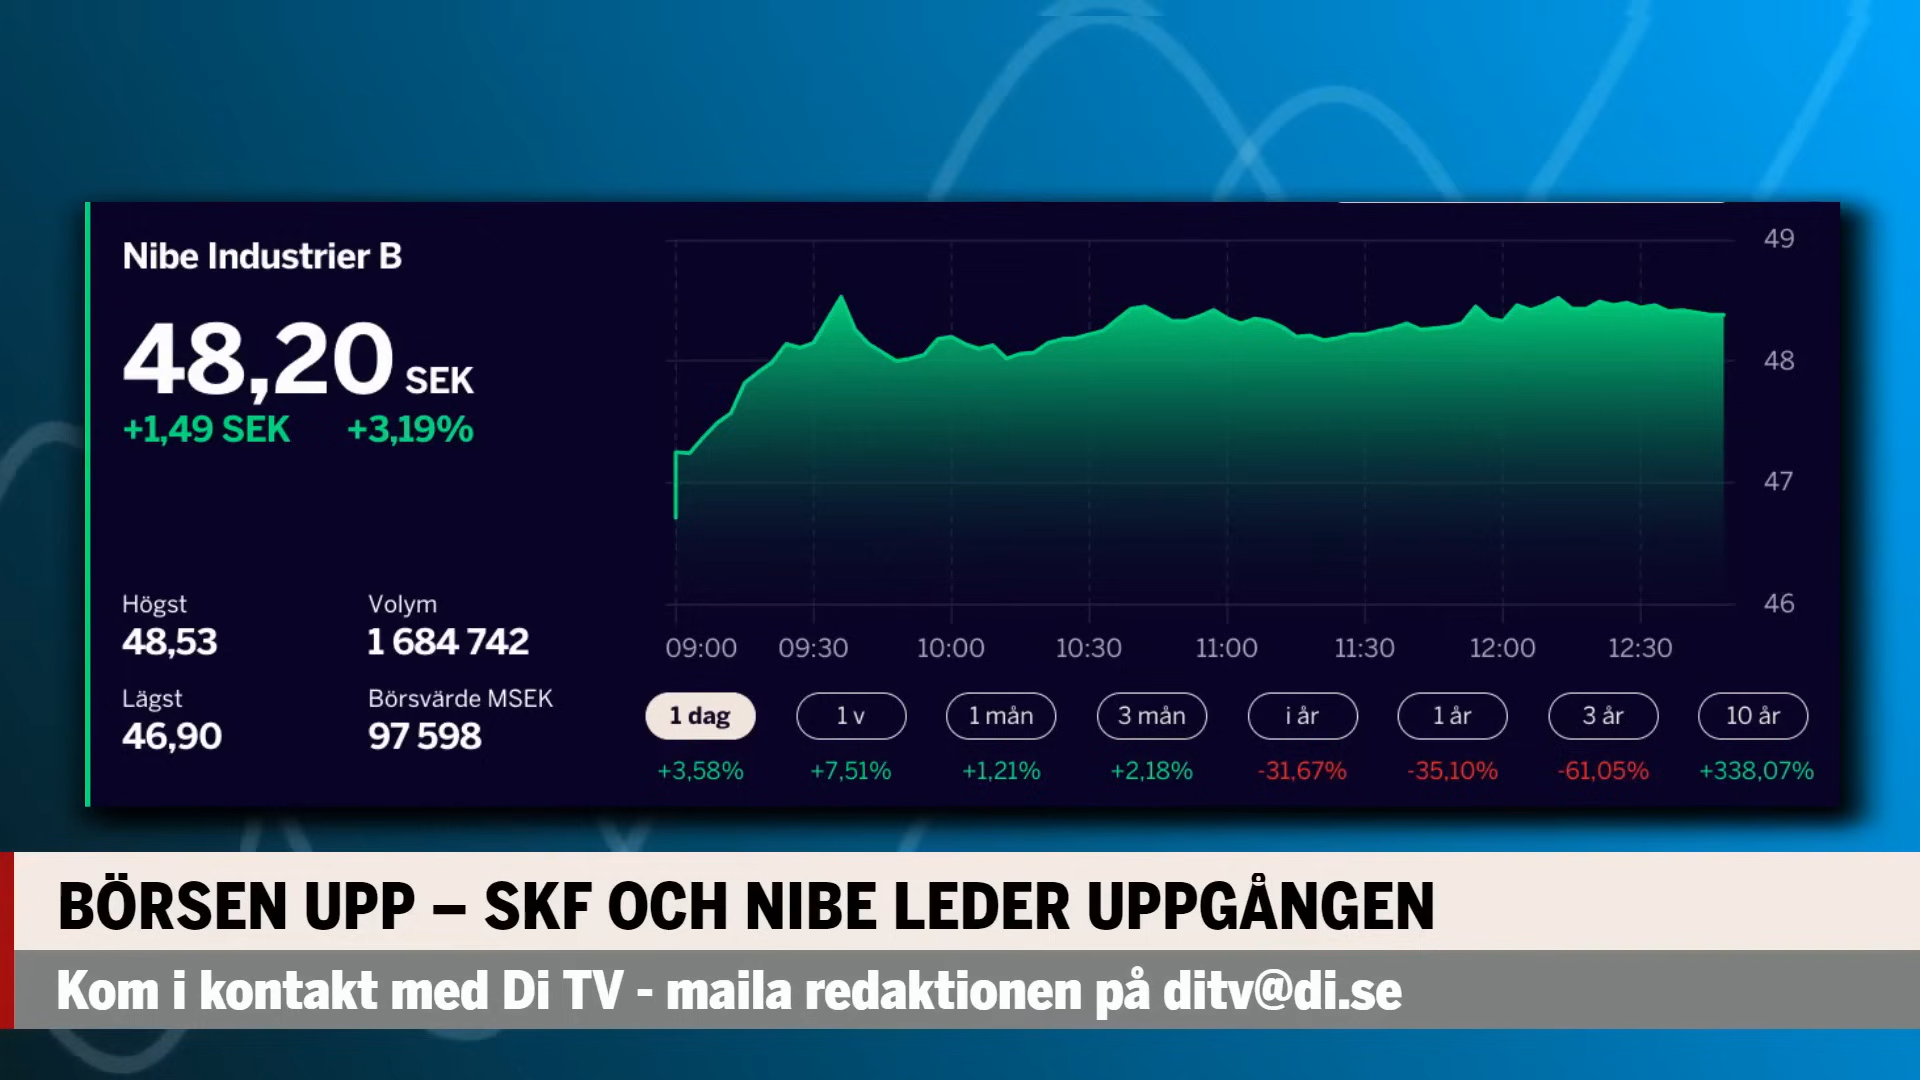 Nibe Industrier B
48,20 SEK
+1,49 SEK +3,19%
Högst Volym
48,53 1 684 742
Lägst Börsvärde MSEK
46,90 97 598
49
48
47
46
09:00 09:30 10:00 10:30 11:00 11:30 12:00 12:30
1 dag 1 v 1 mån 3 mån i år 1 år 3 år 10 år
+3,58% +7,51% +1,21% +2,18% -31,67% -35,10% -61,05% +338,07%
BÖRSEN UPP – SKF OCH NIBE LEDER UPPGÅNGEN
Kom i kontakt med Di TV - maila redaktionen på ditv@di.se